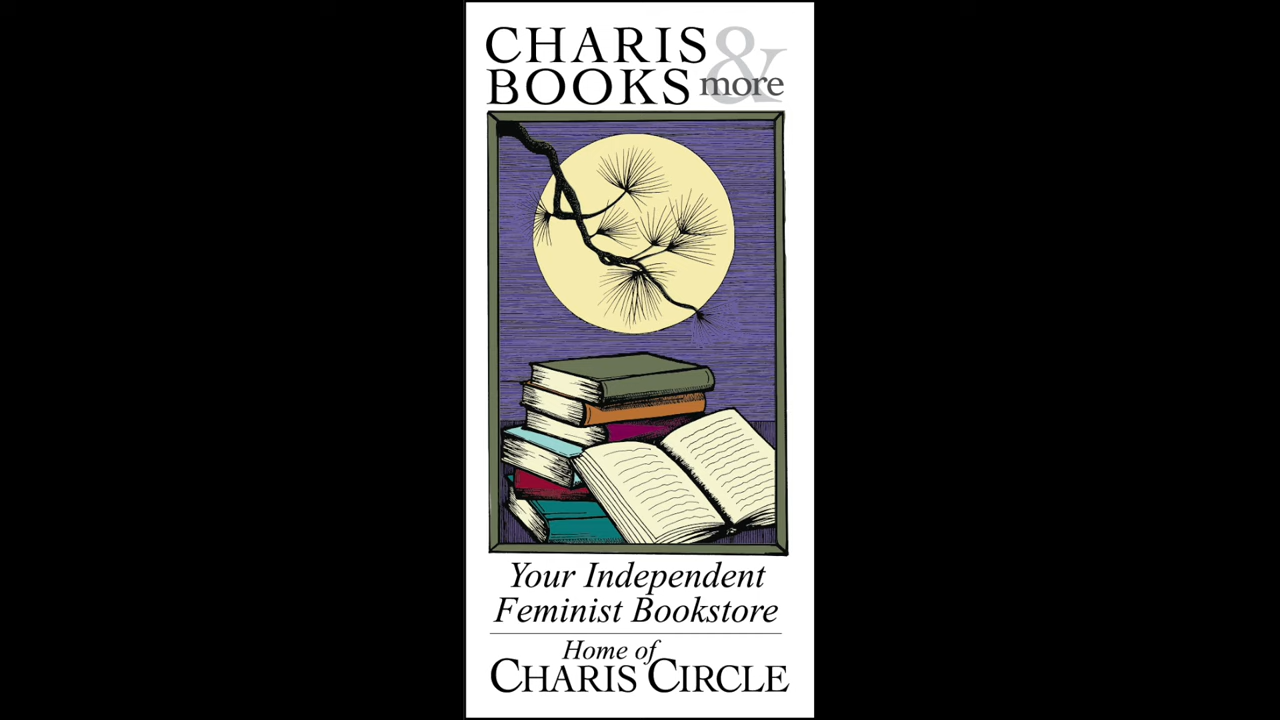 CHARIS &
BOOKS more
Your Independent
Feminist Bookstore
Home of
CHARIS CIRCLE